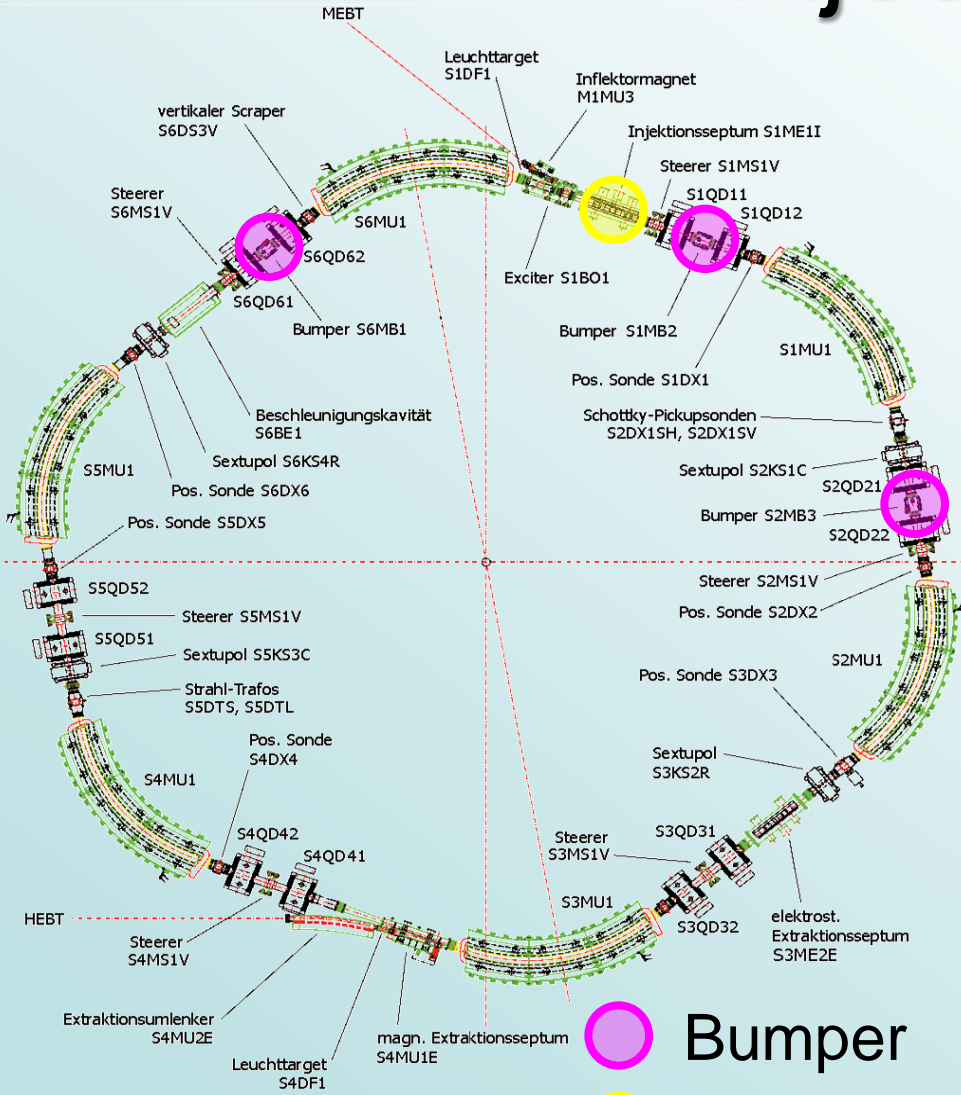 MEBT
Leuchttarget
S1DF1
Inflektormagnet
M1MU3
vertikaler Scraper
S6DS3V
Injektionsseptum S1ME1I
Steerer S1MS1V
Steerer
S6MS1V
S1QD11
S1QD12
S6MU1
S6QD62
Exciter S1BO1
S6QD61
Bumper S6MB1
Bumper S1MB2
S1MU1
Pos. Sonde S1DX1
Beschleunigungskavität
S6BE1
Schottky-Pickupsonden
S2DX1SH, S2DX1SV
Sextupol S6KS4R
S5MU1
Sextupol S2KS1C
Pos. Sonde S6DX6
S2QD21
Bumper S2MB3
Pos. Sonde S5DX5
S2QD22
Steerer S2MS1V
S5QD52
Pos. Sonde S2DX2
Steerer S5MS1V
S5QD51
Sextupol S5KS3C
S2MU1
Pos. Sonde S3DX3
Strahl-Trafos
S5DTS, S5DTL
Pos. Sonde
S4DX4
Sextupol
S3KS2R
S4MU1
S4QD42
S4QD41
Steerer
S3MS1V
S3QD31
S3MU1
HEBT
S3QD32
elektrost.
Extraktionsseptum
S3ME2E
Steerer
S4MS1V
Extraktionsumlenker
S4MU2E
magn. Extraktionsseptum
S4MU1E
Bumper
Leuchttarget
S4DF1